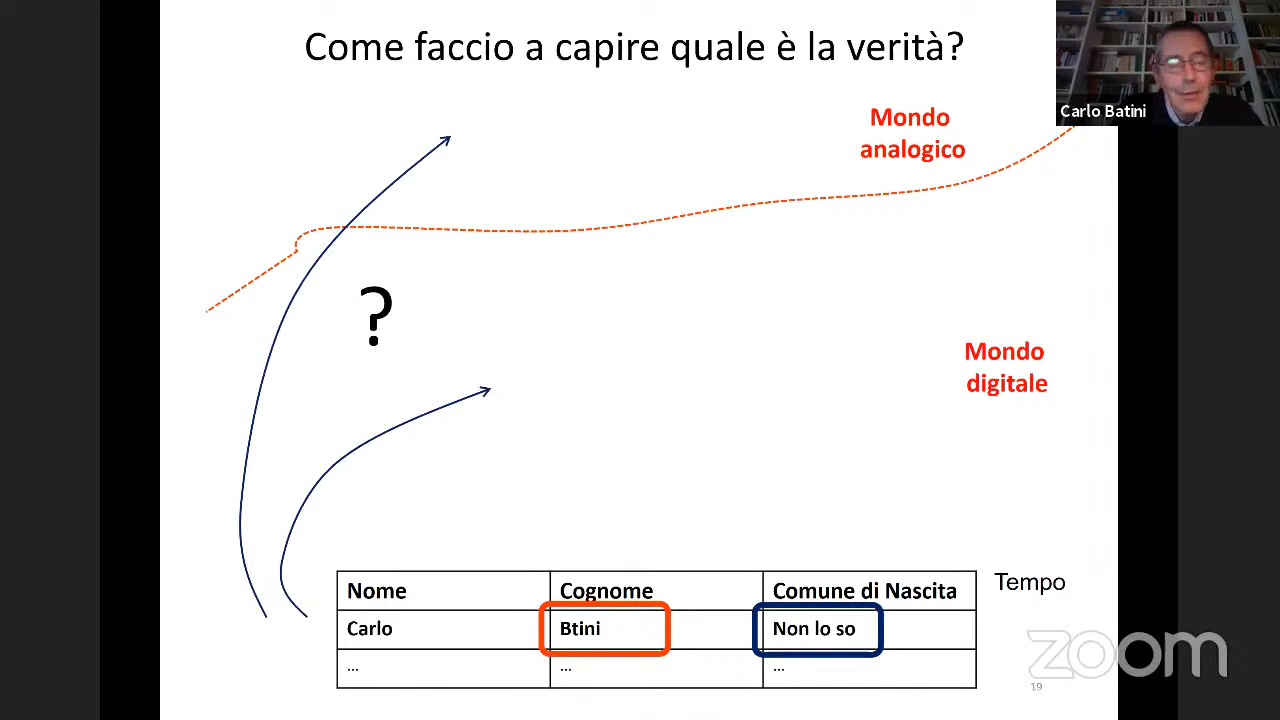 Come faccio a capire quale è la verità?
Carlo Batini
Mondo
analogico
?
Mondo
digitale
Nome Cognome Comune di Nascita
Tempo
Carlo Btini Non lo so
... ... ...
zoom
19